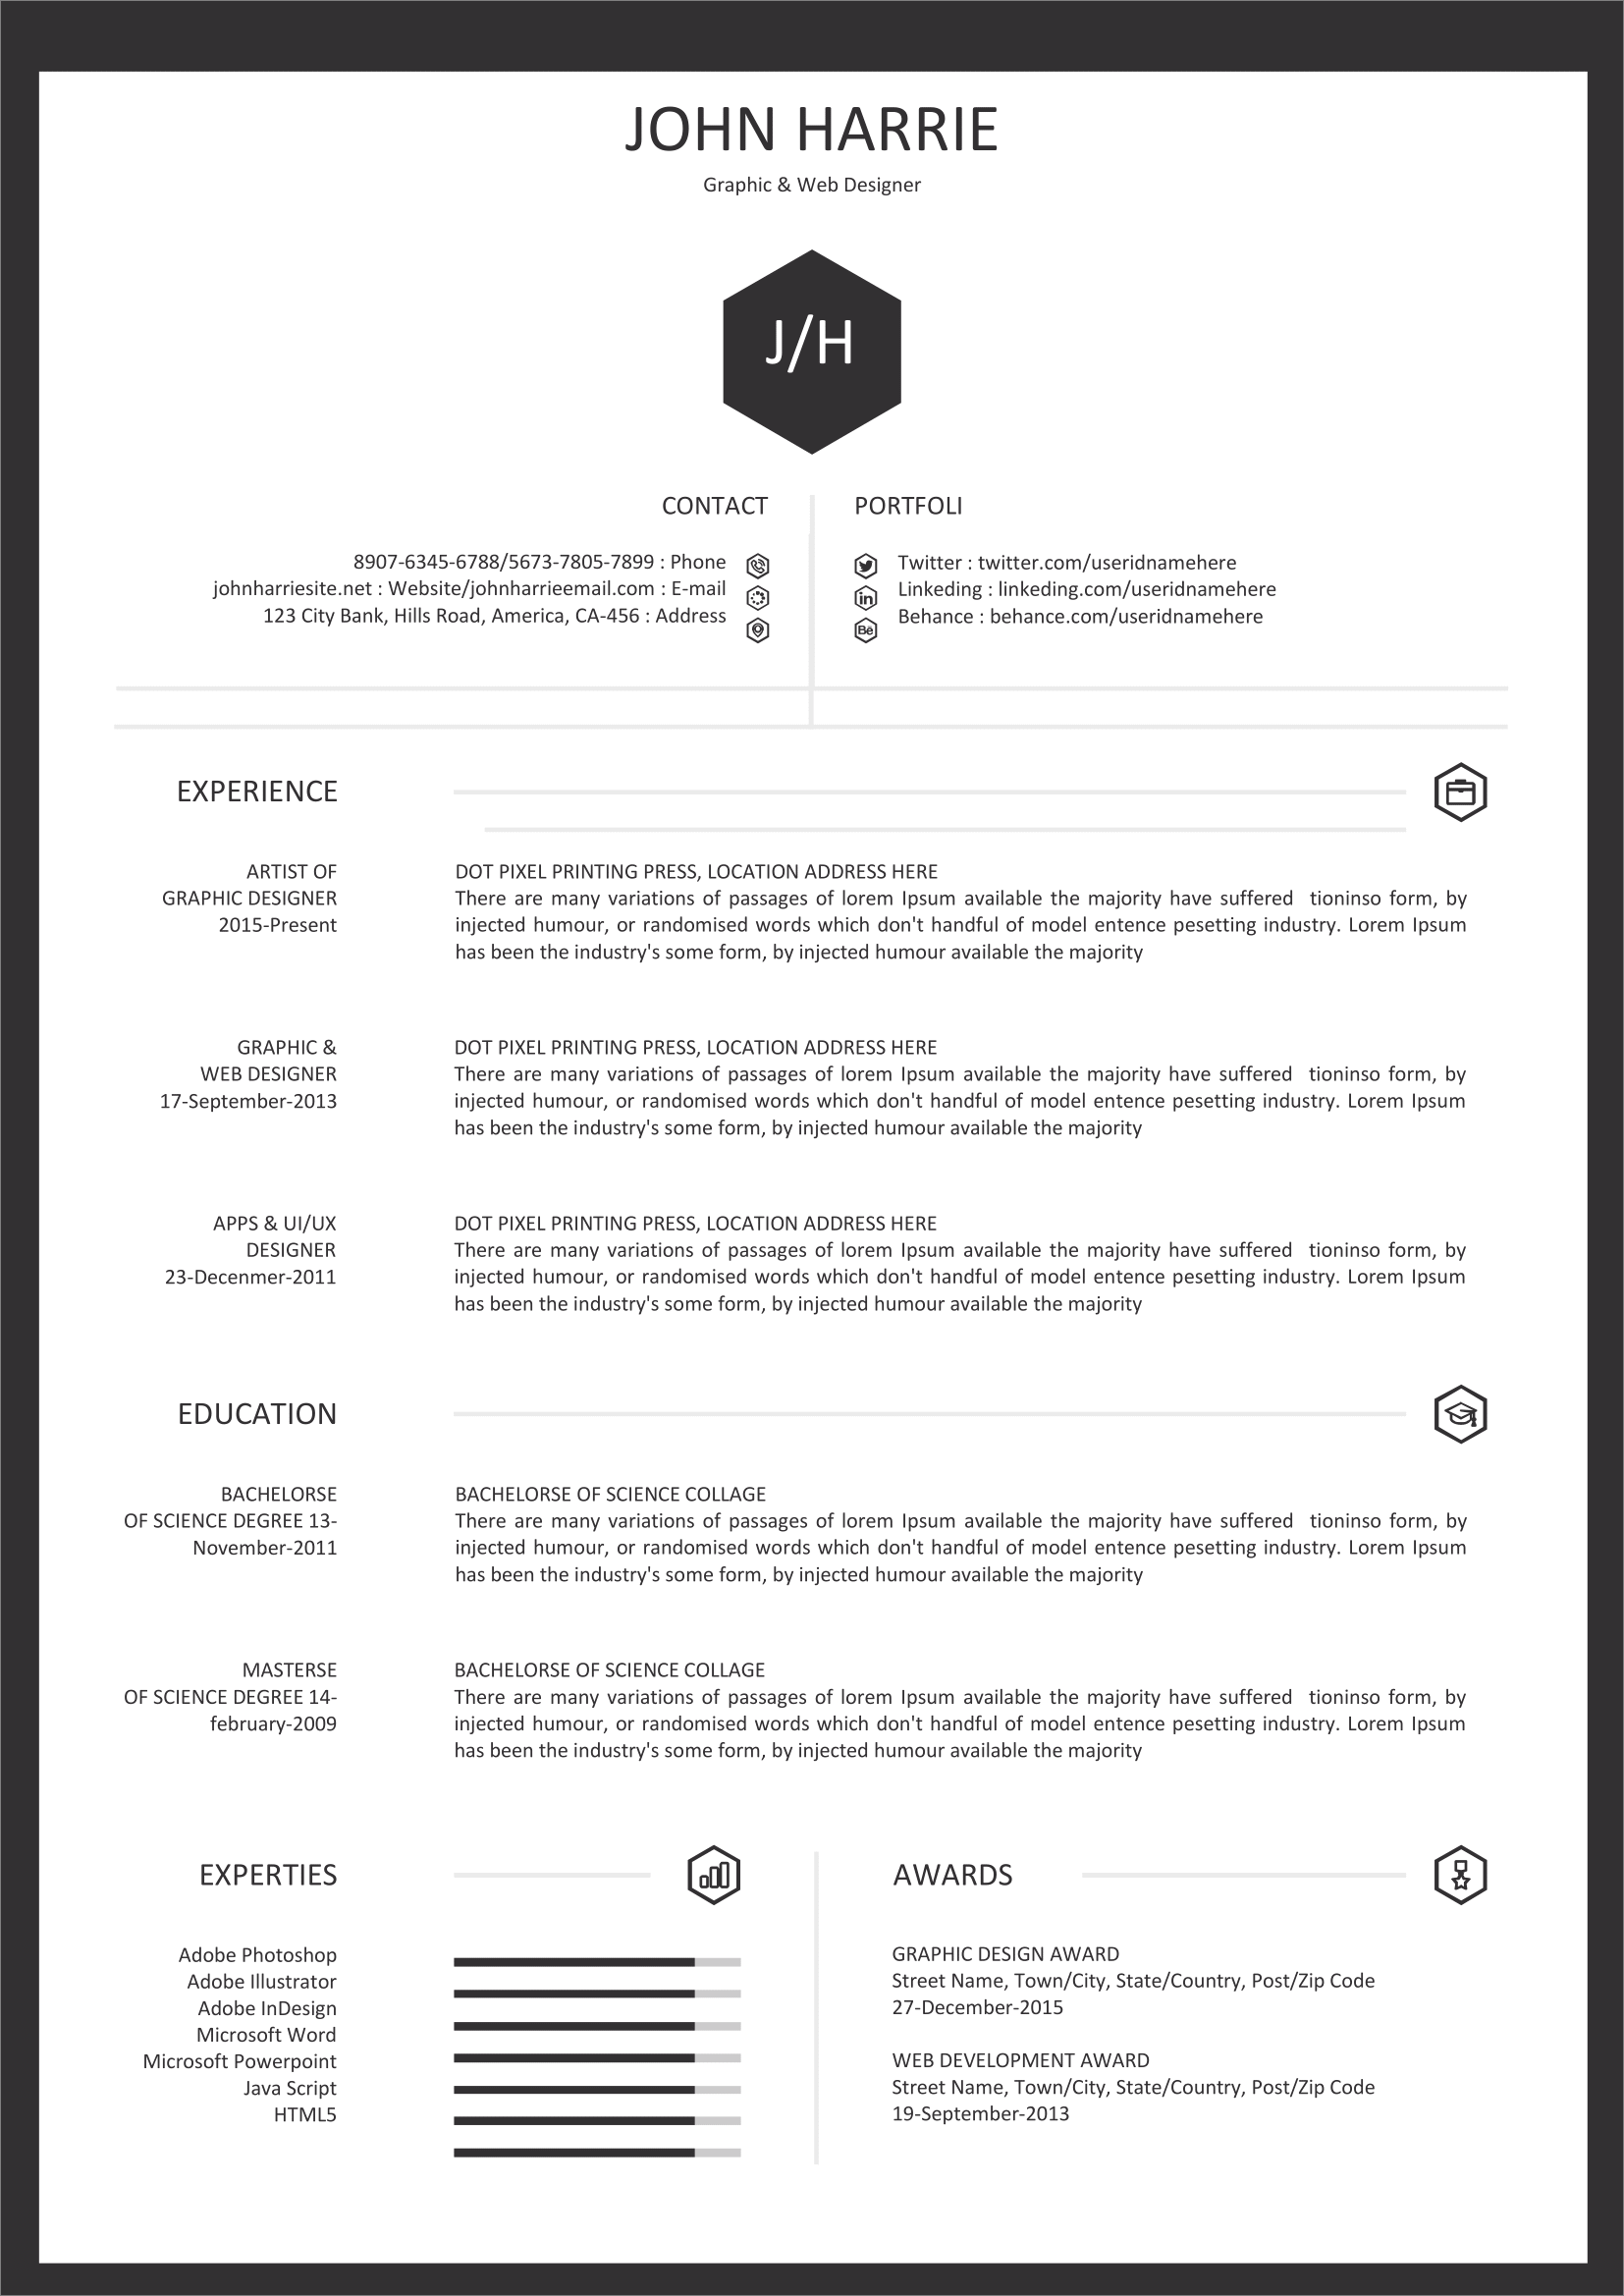 JOHN HARRIE
Graphic & Web Designer
J/H
CONTACT
8907-6345-6788/5673-7805-7899 : Phone
johnharriesite.net : Website/johnharrieemail.com : E-mail
123 City Bank, Hills Road, America, CA-456 : Address
PORTFOLI
Twitter : twitter.com/useridnamehere
in Linkeding : linkeding.com/useridnamehere
Bē Behance : behance.com/useridnamehere
EXPERIENCE
ARTIST OF
GRAPHIC DESIGNER
2015-Present
DOT PIXEL PRINTING PRESS, LOCATION ADDRESS HERE
There are many variations of passages of lorem Ipsum available the majority have suffered  tioninso form, by
injected humour, or randomised words which don't handful of model entence pesetting industry. Lorem Ipsum
has been the industry's some form, by injected humour available the majority
GRAPHIC &
WEB DESIGNER
17-September-2013
DOT PIXEL PRINTING PRESS, LOCATION ADDRESS HERE
There are many variations of passages of lorem Ipsum available the majority have suffered  tioninso form, by
injected humour, or randomised words which don't handful of model entence pesetting industry. Lorem Ipsum
has been the industry's some form, by injected humour available the majority
APPS & UI/UX
DESIGNER
23-Decenmer-2011
DOT PIXEL PRINTING PRESS, LOCATION ADDRESS HERE
There are many variations of passages of lorem Ipsum available the majority have suffered  tioninso form, by
injected humour, or randomised words which don't handful of model entence pesetting industry. Lorem Ipsum
has been the industry's some form, by injected humour available the majority
EDUCATION
BACHELORSE
OF SCIENCE DEGREE 13-
November-2011
BACHELORSE OF SCIENCE COLLAGE
There are many variations of passages of lorem Ipsum available the majority have suffered  tioninso form, by
injected humour, or randomised words which don't handful of model entence pesetting industry. Lorem Ipsum
has been the industry's some form, by injected humour available the majority
MASTERSE
OF SCIENCE DEGREE 14-
february-2009
BACHELORSE OF SCIENCE COLLAGE
There are many variations of passages of lorem Ipsum available the majority have suffered  tioninso form, by
injected humour, or randomised words which don't handful of model entence pesetting industry. Lorem Ipsum
has been the industry's some form, by injected humour available the majority
EXPERTIES
Adobe Photoshop
Adobe Illustrator
Adobe InDesign
Microsoft Word
Microsoft Powerpoint
Java Script
HTML5
AWARDS
GRAPHIC DESIGN AWARD
Street Name, Town/City, State/Country, Post/Zip Code
27-December-2015
WEB DEVELOPMENT AWARD
Street Name, Town/City, State/Country, Post/Zip Code
19-September-2013